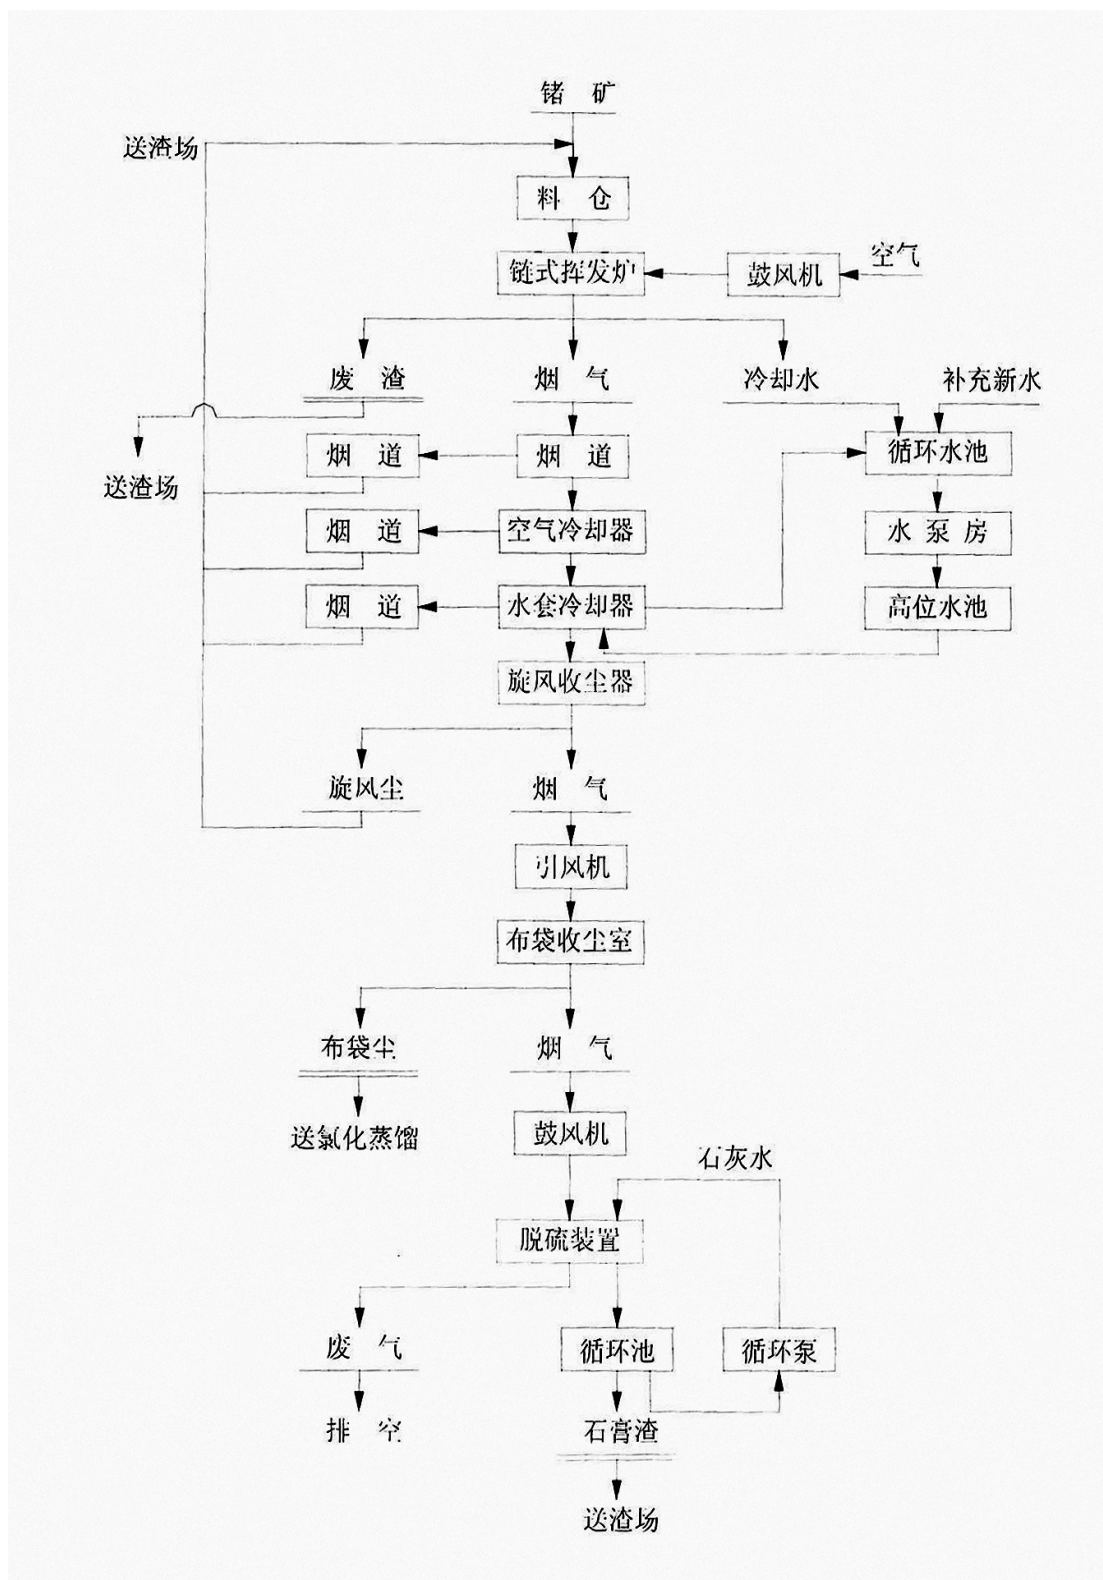 锗 矿
送渣场
料 仓
空气
链式挥发炉
鼓风机
废 渣
烟 气
冷却水
补充新水
烟 道
烟 道
循环水池
送渣场
烟 道
空气冷却器
水 泵 房
烟 道
水套冷却器
高位水池
旋风收尘器
旋风尘
烟 气
引风机
布袋收尘室
布袋尘
烟 气
送氯化蒸馏
鼓风机
石灰水
脱硫装置
废 气
循环池
循环泵
排 空
石膏渣
送渣场